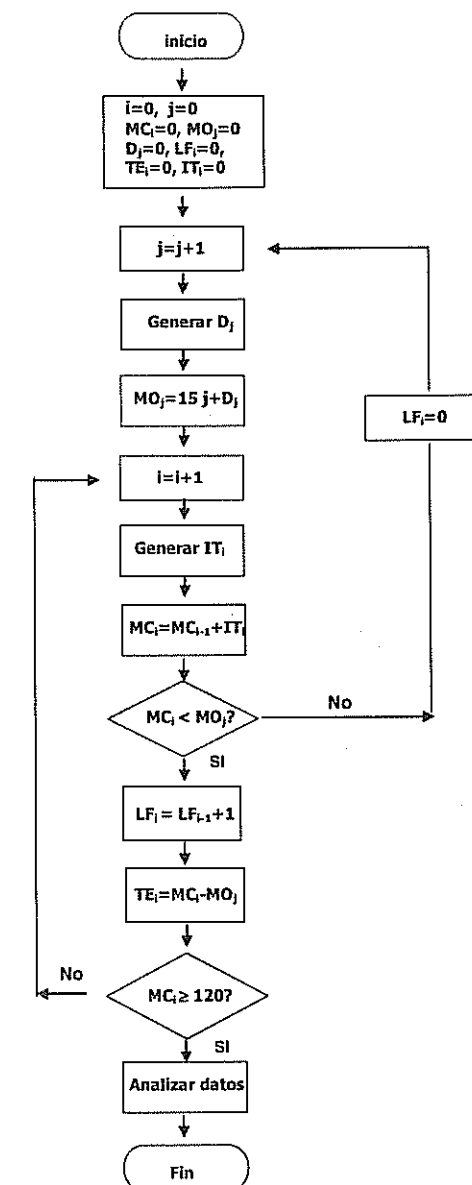 inicio
i=0, j=0
MCᵢ=0, MOⱼ=0
Dⱼ=0, LFᵢ=0,
TEᵢ=0, ITᵢ=0
j=j+1
Generar Dⱼ
MOⱼ=15 j+Dⱼ
LFᵢ=0
i=i+1
Generar ITᵢ
MCᵢ=MCᵢ₋₁+ITᵢ
MCᵢ < MOⱼ?
No
SI
LFᵢ = LFᵢ₋₁+1
TEᵢ=MCᵢ-MOⱼ
No
MCᵢ ≥ 120?
SI
Analizar datos
Fin